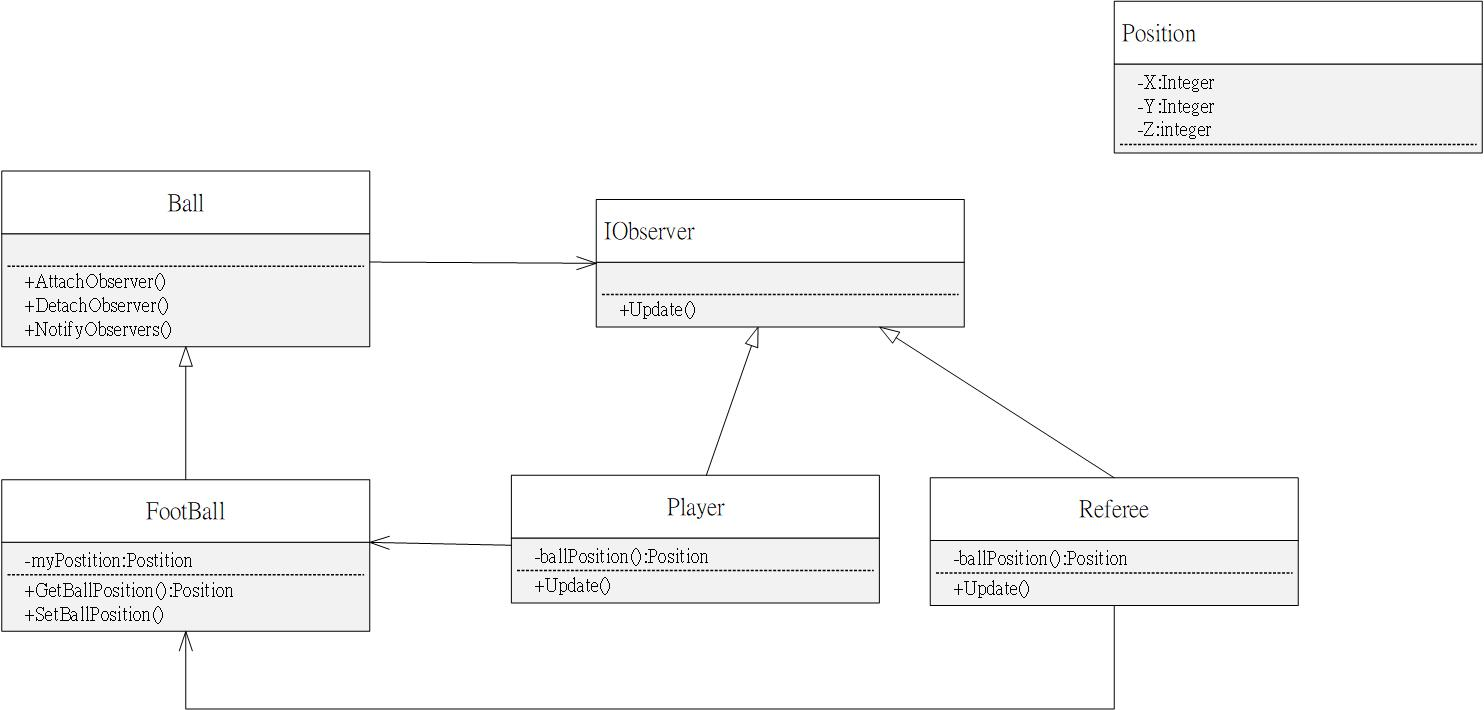 Position
-X:Integer
-Y:Integer
-Z:integer
Ball
+AttachObserver()
+DetachObserver()
+NotifyObservers()
IObserver
+Update()
FootBall
-myPostition:Postition
+GetBallPosition():Position
+SetBallPosition()
Player
-ballPosition():Position
+Update()
Referee
-ballPosition():Position
+Update()